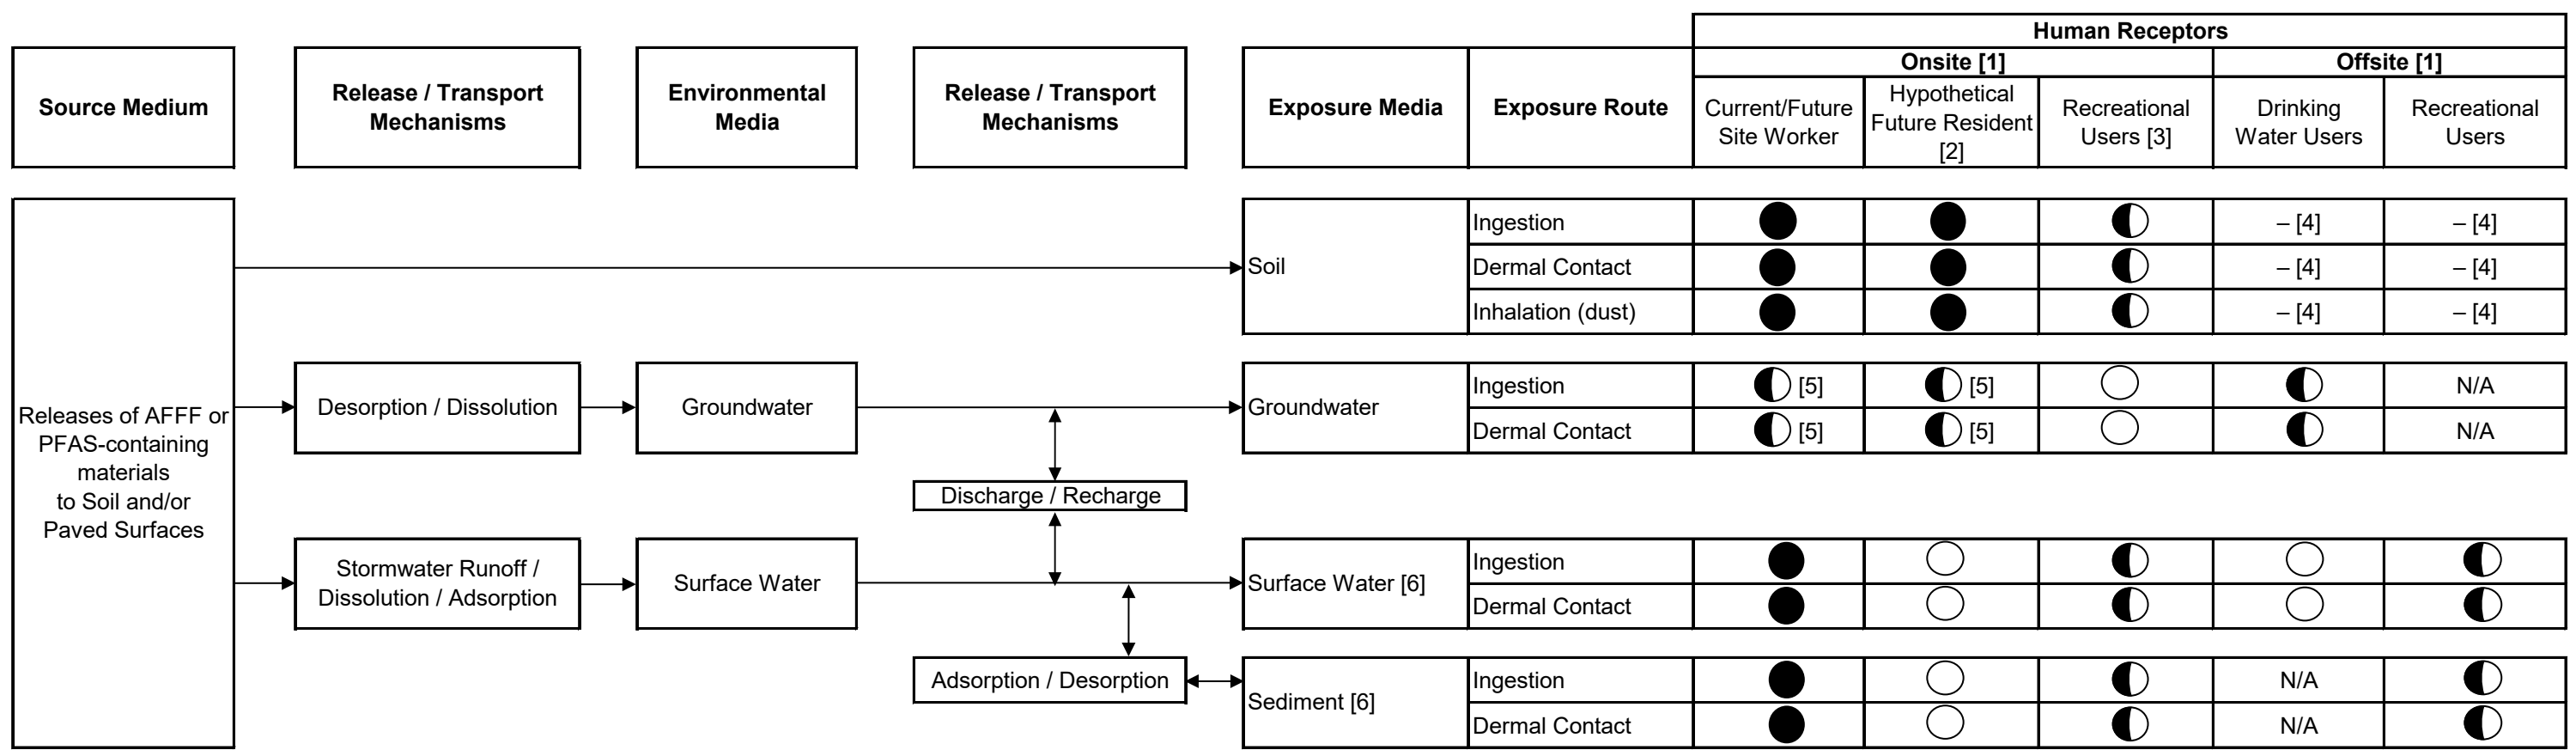 Human Receptors
Onsite [1]
Offsite [1]
Source Medium
Release / Transport
Mechanisms
Environmental
Media
Release / Transport
Mechanisms
Exposure Media
Exposure Route
Current/Future
Site Worker
Hypothetical
Future Resident
[2]
Recreational
Users [3]
Drinking
Water Users
Recreational
Users
Releases of AFFF or
PFAS-containing
materials
to Soil and/or
Paved Surfaces
Soil
Ingestion
– [4]
– [4]
Dermal Contact
– [4]
– [4]
Inhalation (dust)
– [4]
– [4]
Desorption / Dissolution
Groundwater
Groundwater
Ingestion
[5]
[5]
N/A
Dermal Contact
[5]
[5]
N/A
Discharge / Recharge
Stormwater Runoff /
Dissolution / Adsorption
Surface Water
Surface Water [6]
Ingestion
Dermal Contact
Adsorption / Desorption
Sediment [6]
Ingestion
N/A
Dermal Contact
N/A